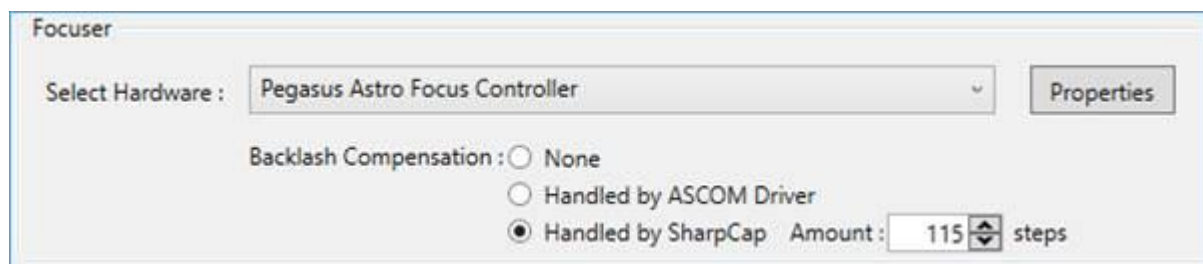 Focuser
Select Hardware : Pegasus Astro Focus Controller Properties
Backlash Compensation : None
Handled by ASCOM Driver
Handled by SharpCap Amount : 115 steps